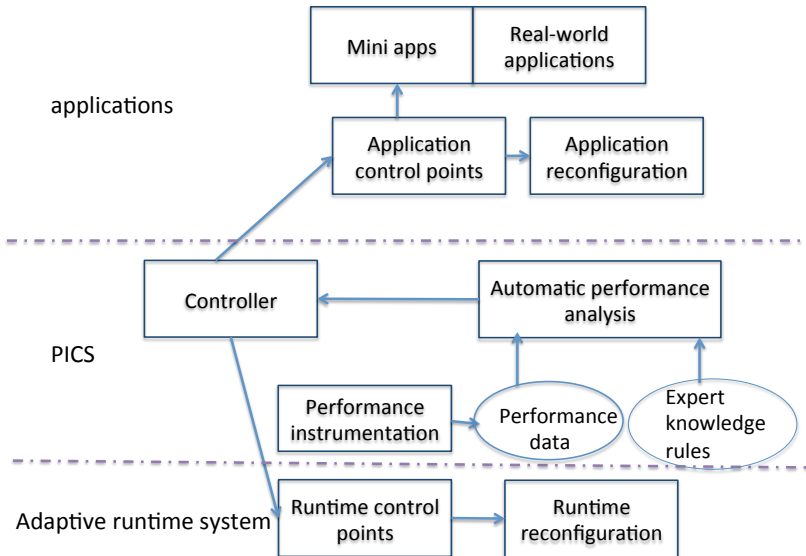 Mini apps
Real-world
applications
applications
Application
control points
Application
reconfiguration
Controller
Automatic performance
analysis
PICS
Performance
instrumentation
Performance
data
Expert
knowledge
rules
Adaptive runtime system
Runtime control
points
Runtime
reconfiguration